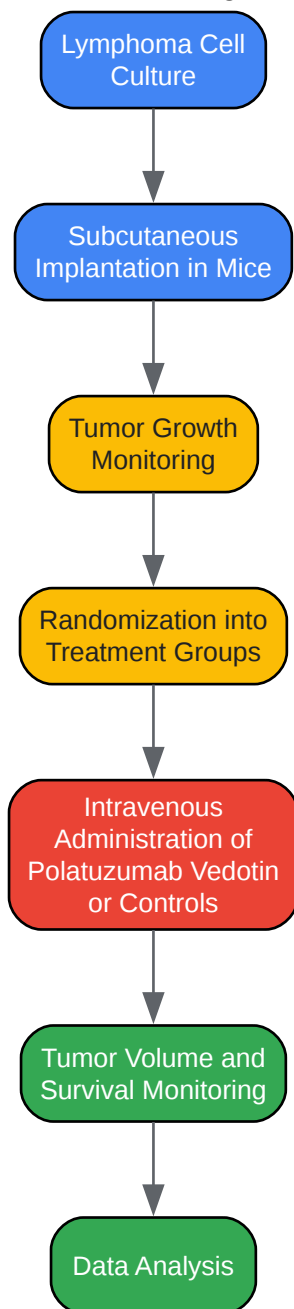 Lymphoma Cell
Culture
Subcutaneous
Implantation in Mice
Tumor Growth
Monitoring
Randomization into
Treatment Groups
Intravenous
Administration of
Polatuzumab Vedotin
or Controls
Tumor Volume and
Survival Monitoring
Data Analysis